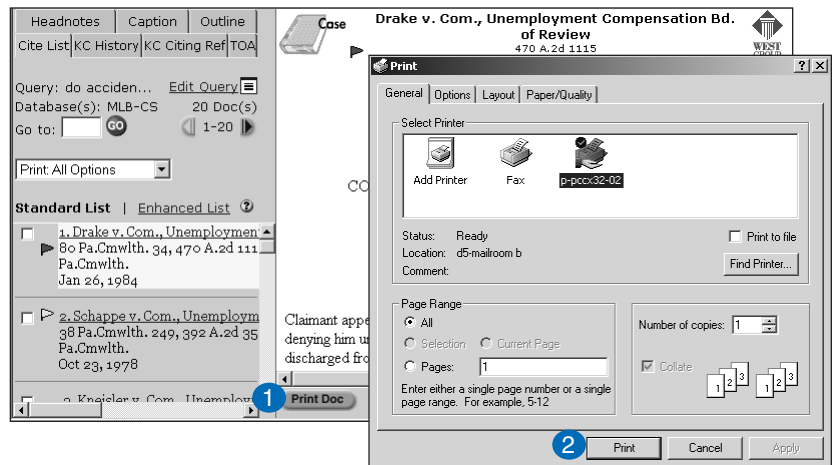 Headnotes Caption Outline
Cite List KC History KC Citing Ref TOA
Query: do acciden... Edit Query
Database(s): MLB-CS 20 Doc(s)
Go to: GO 1-20
Print: All Options
Standard List | Enhanced List ?
1. Drake v. Com., Unemployment
80 Pa.Cmwlth. 34, 470 A.2d 111
Pa.Cmwlth.
Jan 26, 1984
2. Schappe v. Com., Unemploym
38 Pa.Cmwlth. 249, 392 A.2d 35
Pa.Cmwlth.
Oct 23, 1978
3. Kneisler v. Com., Unemploym
Case
Drake v. Com., Unemployment Compensation Bd.
of Review
470 A.2d 1115
WEST
GROUP
CO
Claimant appe
denying him un
discharged fro
1 Print Doc
Print
General Options Layout Paper/Quality
Select Printer
Add Printer Fax p-pccx32-02
Status: Ready
Location: d5-mailroom b
Comment:
Print to file
Find Printer...
Page Range
All
Selection Current Page
Pages: 1
Enter either a single page number or a single
page range. For example, 5-12
Number of copies: 1
Collate
1 2 3 1 2 3
2 Print Cancel Apply